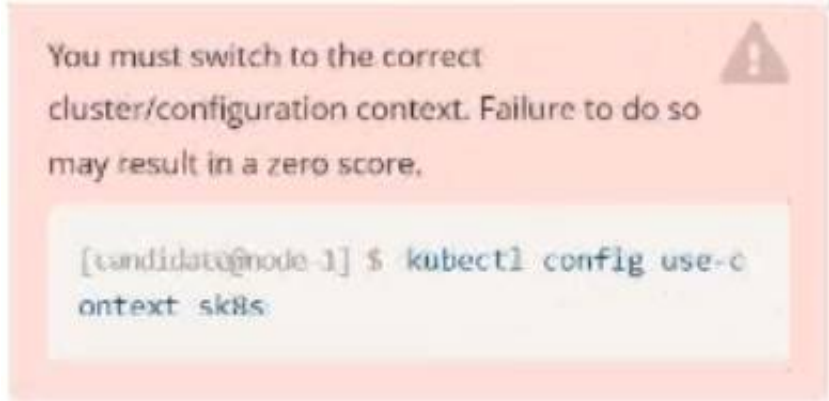 You must switch to the correct
cluster/configuration context. Failure to do so
may result in a zero score.
[candidate@node-1] $ kubectl config use-c
ontext sk8s